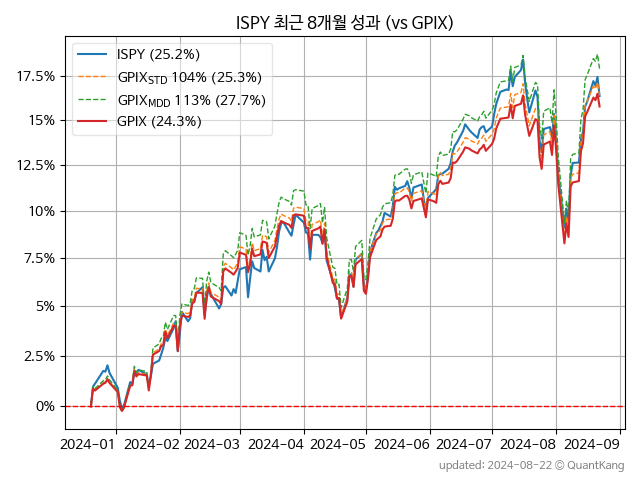 ISPY 최근 8개월 성과 (vs GPIX)
ISPY (25.2%)
GPIXSTD 104% (25.3%)
GPIXMDD 113% (27.7%)
GPIX (24.3%)
17.5%
15%
12.5%
10%
7.5%
5%
2.5%
0%
2024-01 2024-02 2024-03 2024-04 2024-05 2024-06 2024-07 2024-08 2024-09
updated: 2024-08-22 © QuantKang